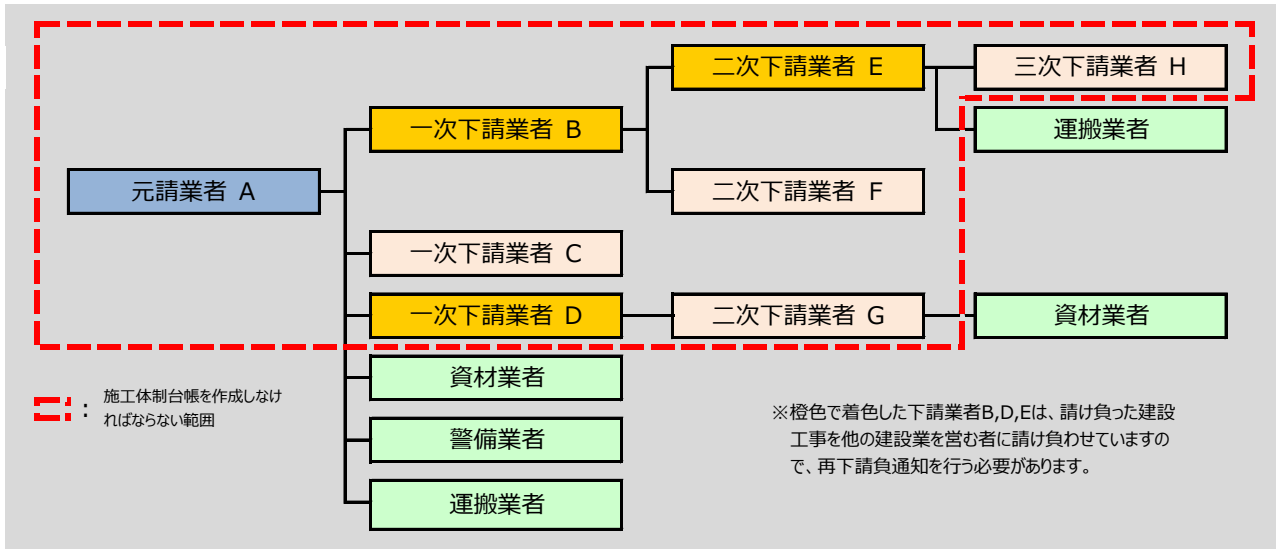 二次下請業者 E
三次下請業者 H
一次下請業者 B
運搬業者
元請業者 A
二次下請業者 F
一次下請業者 C
一次下請業者 D
二次下請業者 G
資材業者
資材業者
警備業者
運搬業者
：
施工体制台帳を作成しなけ
ればならない範囲
※橙色で着色した下請業者B,D,Eは、請け負った建設
工事を他の建設業を営む者に請け負わせていますの
で、再下請負通知を行う必要があります。